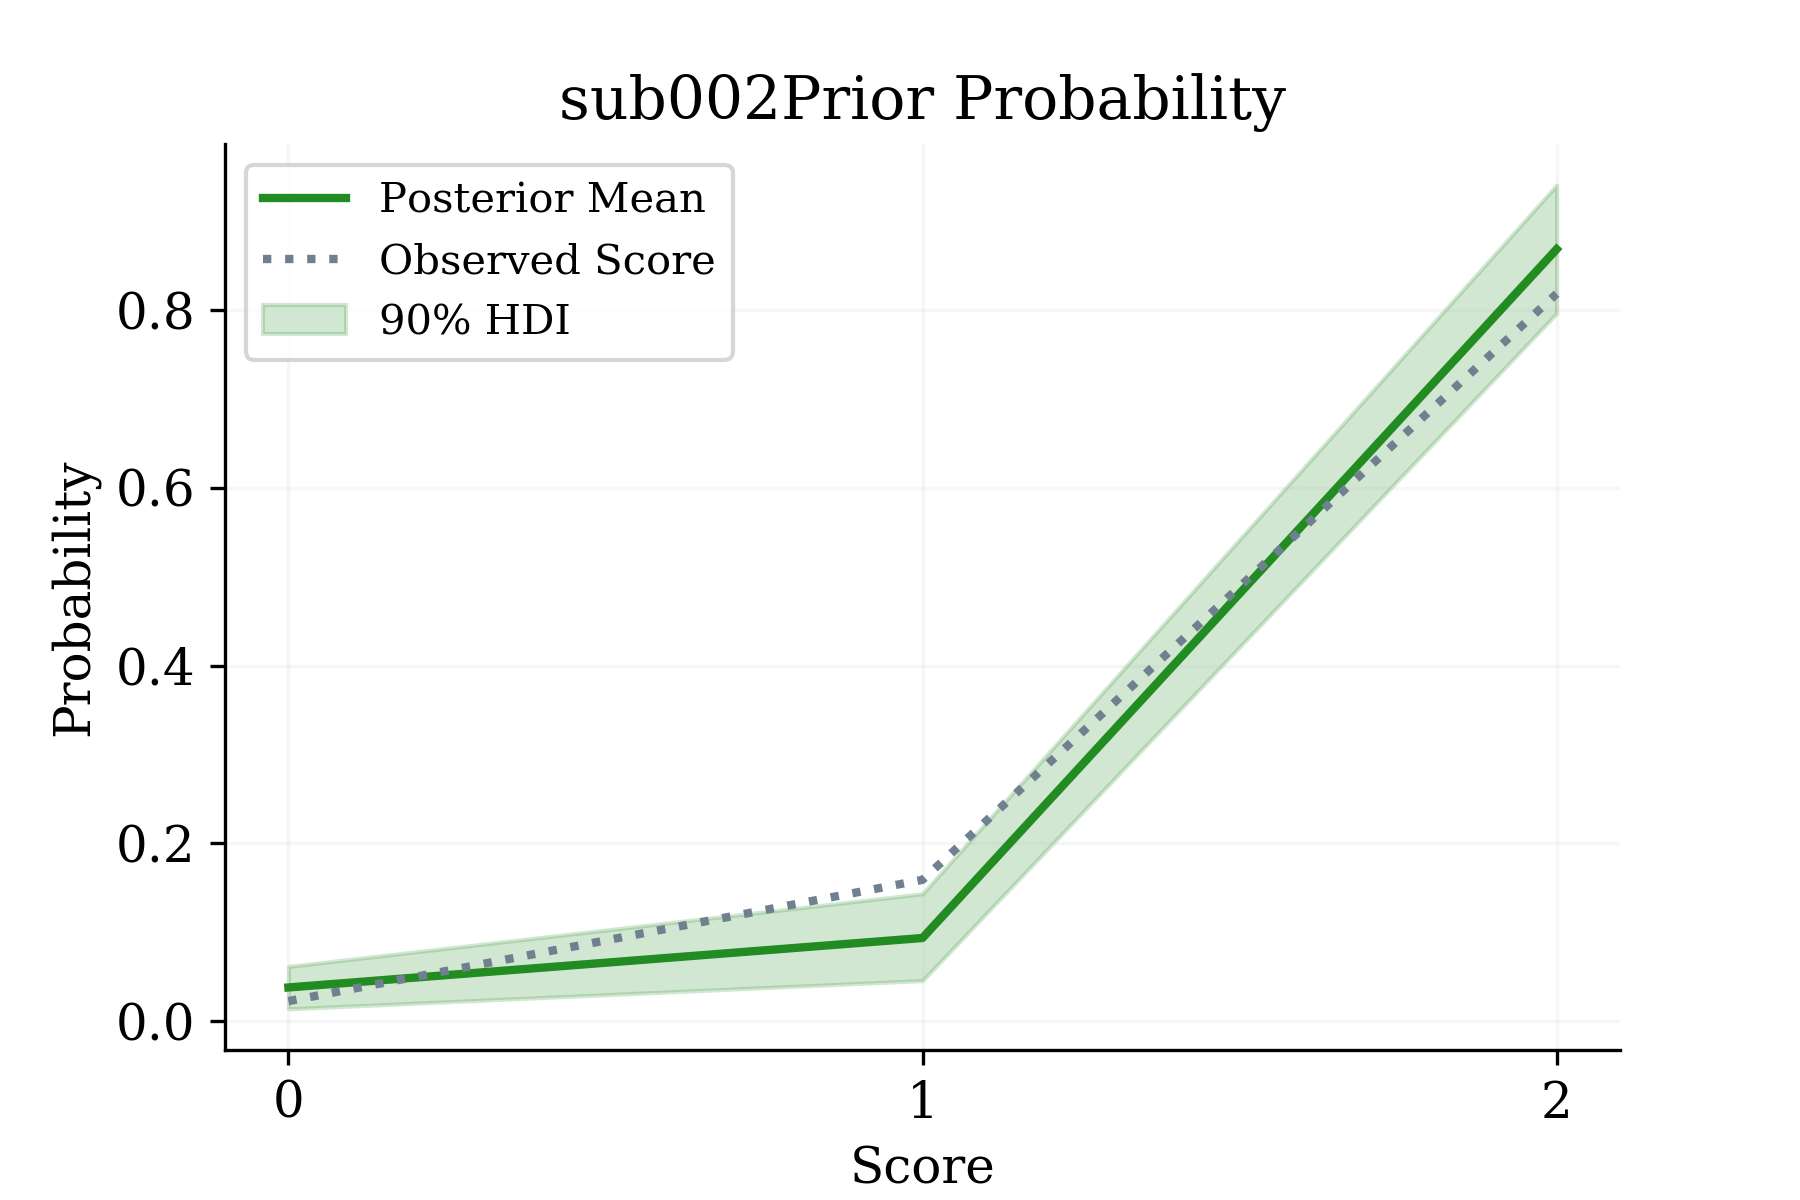 sub002Prior Probability
Posterior Mean
Observed Score
90% HDI
Probability
0.8
0.6
0.4
0.2
0.0
0
1
2
Score